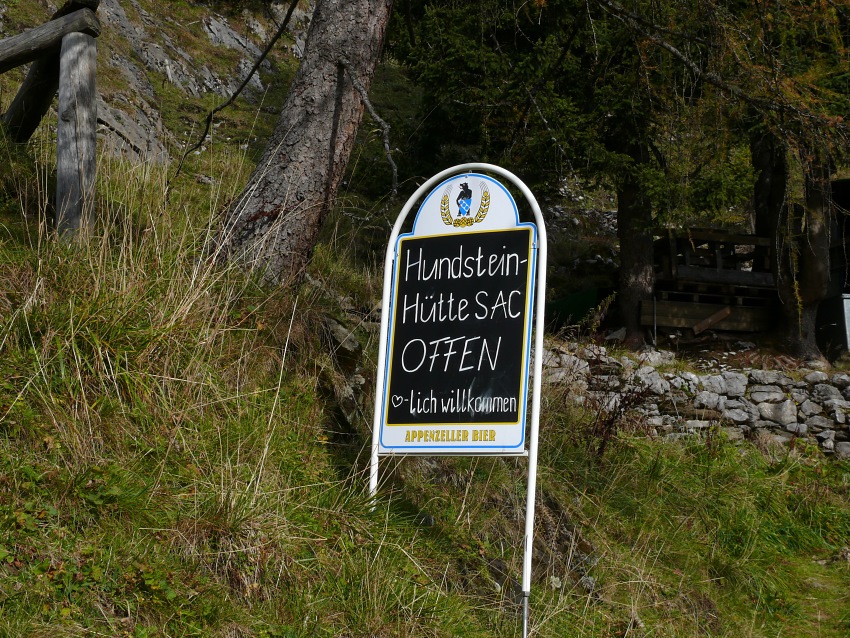 Hundstein-
Hütte SAC
OFFEN
♡-lich willkommen
APPENZELLER BIER